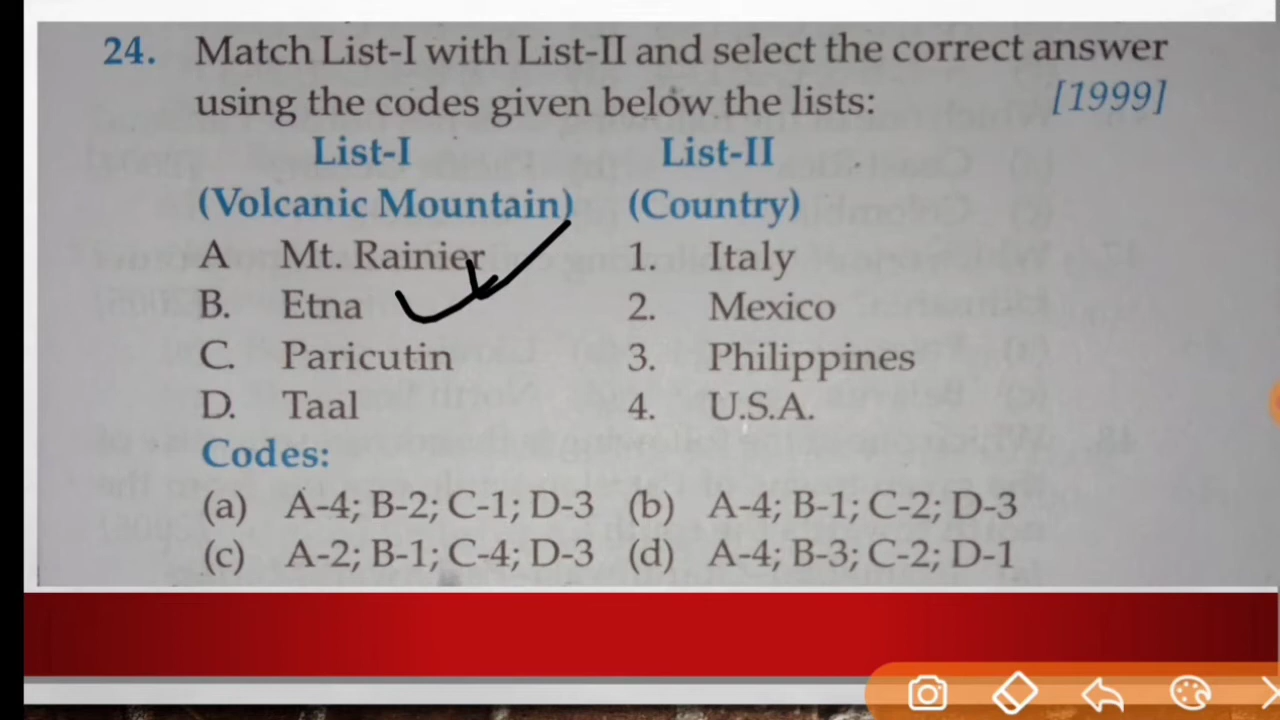 24. Match List-I with List-II and select the correct answer
using the codes given below the lists: [1999]
List-I List-II
(Volcanic Mountain) (Country)
A Mt. Rainier 1. Italy
B. Etna 2. Mexico
C. Paricutin 3. Philippines
D. Taal 4. U.S.A.
Codes:
(a) A-4; B-2; C-1; D-3 (b) A-4; B-1; C-2; D-3
(c) A-2; B-1; C-4; D-3 (d) A-4; B-3; C-2; D-1